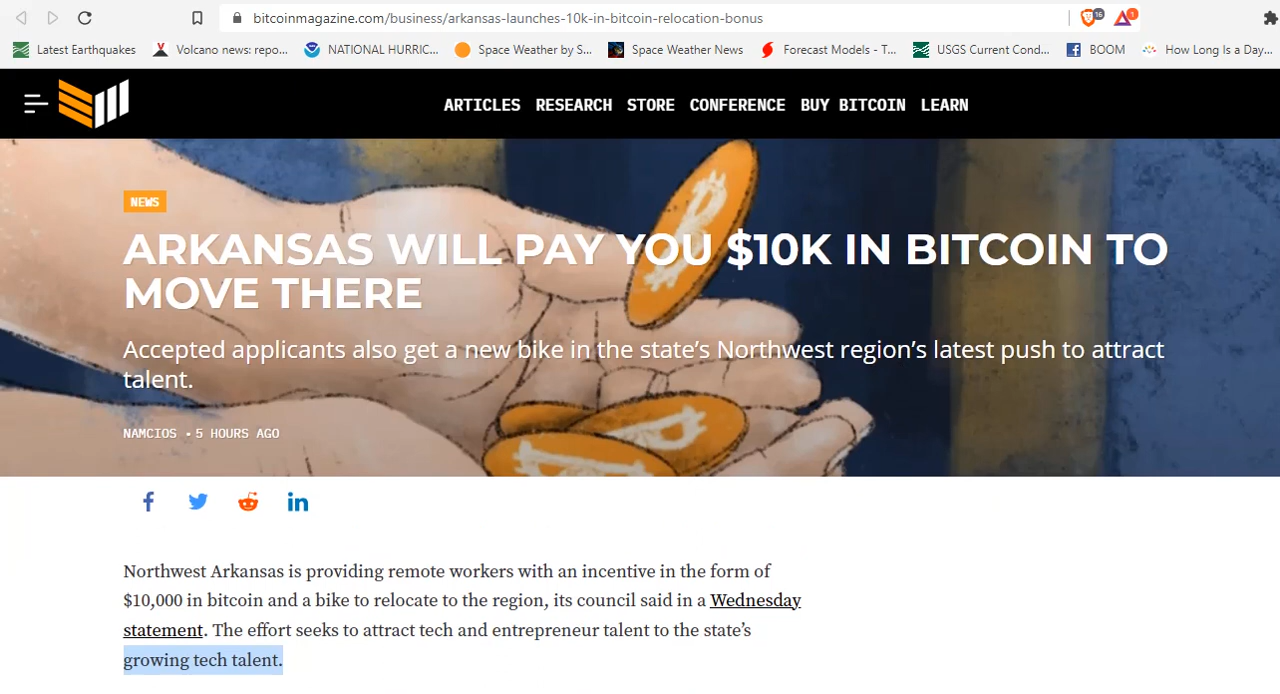 bitcoinmagazine.com/business/arkansas-launches-10k-in-bitcoin-relocation-bonus
16
1
Latest Earthquakes
Volcano news: repo...
NATIONAL HURRIC...
Space Weather by S...
Space Weather News
Forecast Models - T...
USGS Current Cond...
BOOM
How Long Is a Day...
ARTICLES RESEARCH STORE CONFERENCE BUY BITCOIN LEARN
NEWS
ARKANSAS WILL PAY YOU $10K IN BITCOIN TO
MOVE THERE
Accepted applicants also get a new bike in the state’s Northwest region’s latest push to attract
talent.
NAMCIOS • 5 HOURS AGO
Northwest Arkansas is providing remote workers with an incentive in the form of
$10,000 in bitcoin and a bike to relocate to the region, its council said in a Wednesday
statement. The effort seeks to attract tech and entrepreneur talent to the state’s
growing tech talent.